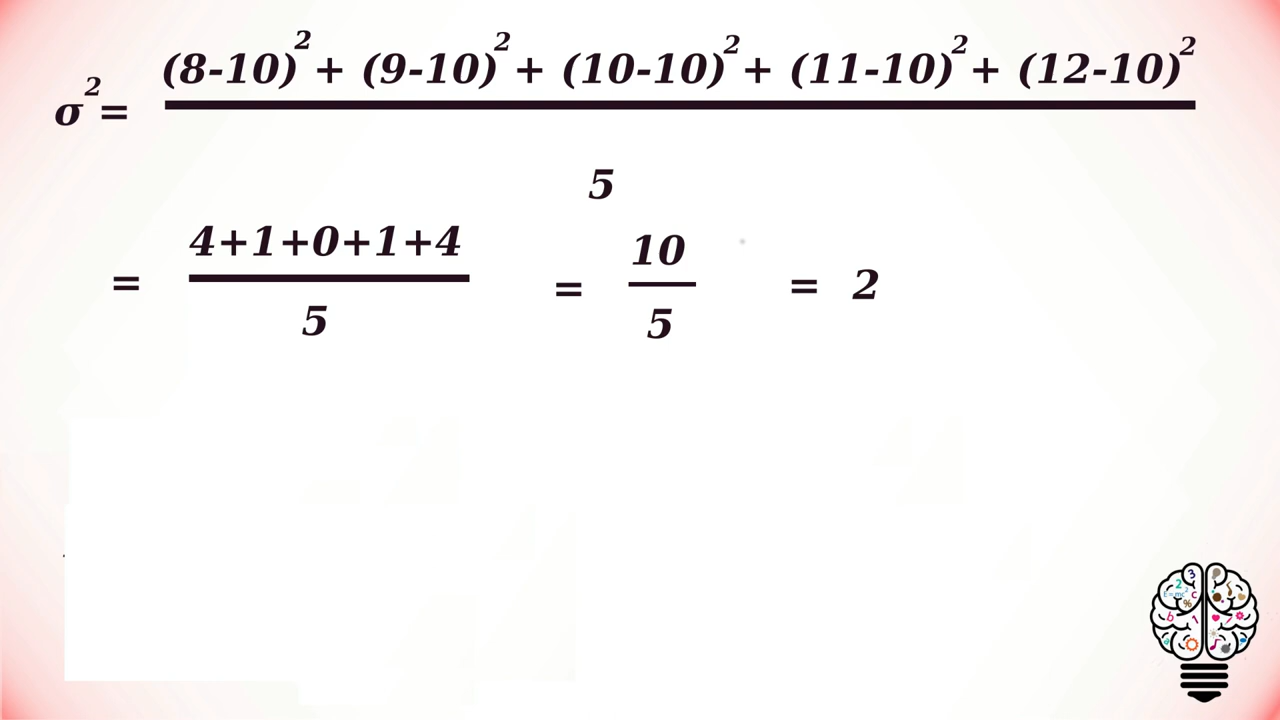 σ²= (8-10)² + (9-10)² + (10-10)² + (11-10)² + (12-10)²
5
= 4+1+0+1+4 / 5 = 10 / 5 = 2